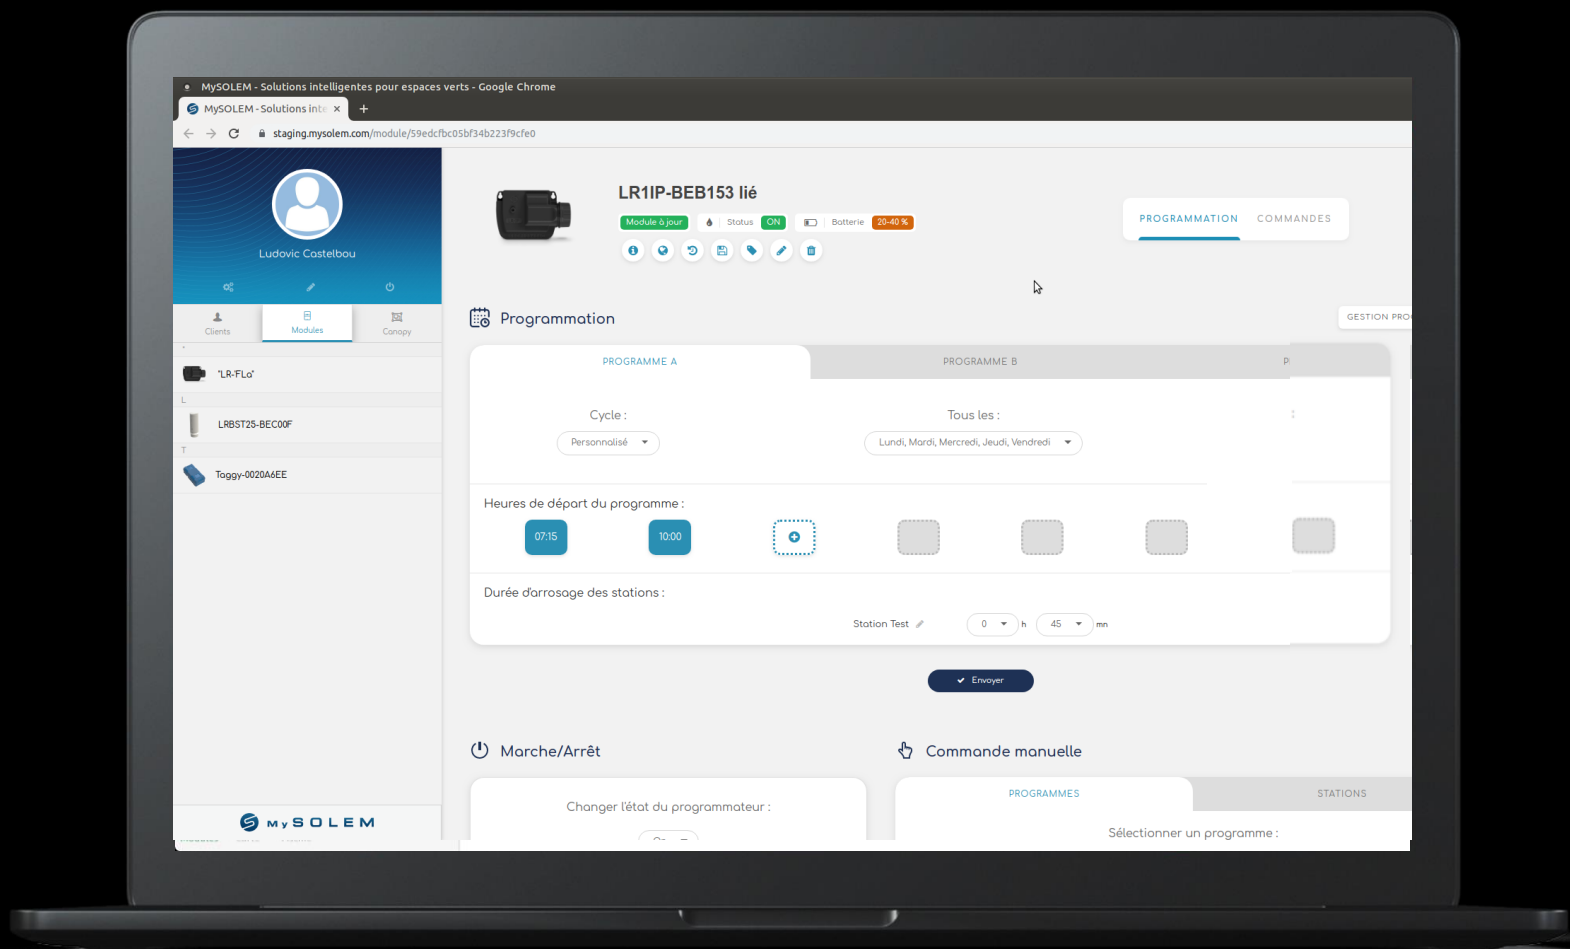 MySOLEM - Solutions intelligentes pour espaces verts - Google Chrome
MySOLEM - Solutions inte
staging.mysolem.com/module/59edcfbc05bf34b223f9cfe0
Ludovic Castelbou
Clients
Modules
Canopy
"LR-'FLa"
L
LRBST25-BEC00F
T
Taggy-0020A6EE
MySOLEM
LR1IP-BEB153 lié
Module à jour
Status ON
Batterie 20-40 %
PROGRAMMATION COMMANDES
Programmation
GESTION PRO
PROGRAMME A
PROGRAMME B
P
Cycle :
Tous les :
Personnalisé
Lundi, Mardi, Mercredi, Jeudi, Vendredi
Heures de départ du programme :
07:15
10:00
Durée d'arrosage des stations :
Station Test 0 h 45 mn
Envoyer
Marche/Arrêt
Changer l'état du programmateur :
Commande manuelle
PROGRAMMES
STATIONS
Sélectionner un programme :